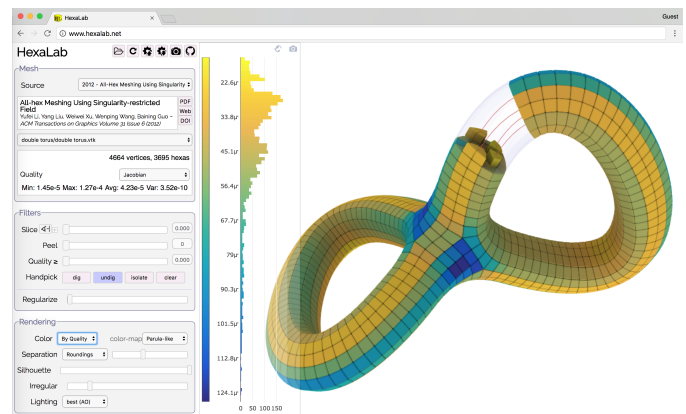 HexaLab
Guest
www.hexalab.net
HexaLab
Mesh
Source 2012 - All-Hex Meshing Using Singularity
All-hex Meshing Using Singularity-restricted Field
Yufei Li, Yang Liu, Weiwei Xu, Wenping Wang, Baining Guo -
ACM Transactions on Graphics Volume 31 Issue 6 (2012)
PDF
Web
DOI
double torus/double torus.vtk
4664 vertices, 3695 hexas
Quality Jacobian
Min: 1.45e-5 Max: 1.27e-4 Avg: 4.23e-5 Var: 3.52e-10
Filters
Slice 0.000
Peel 0
Quality ≥ 0.000
Handpick dig undig isolate clear
Regularize
Rendering
Color By Quality color-map Parula-like
Separation Roundings
Silhouette
Irregular
Lighting best (AO)
22.6μ
33.8μ
45.1μ
56.4μ
67.7μ
79μ
90.3μ
101.5μ
112.8μ
124.1μ
0 50 100 150